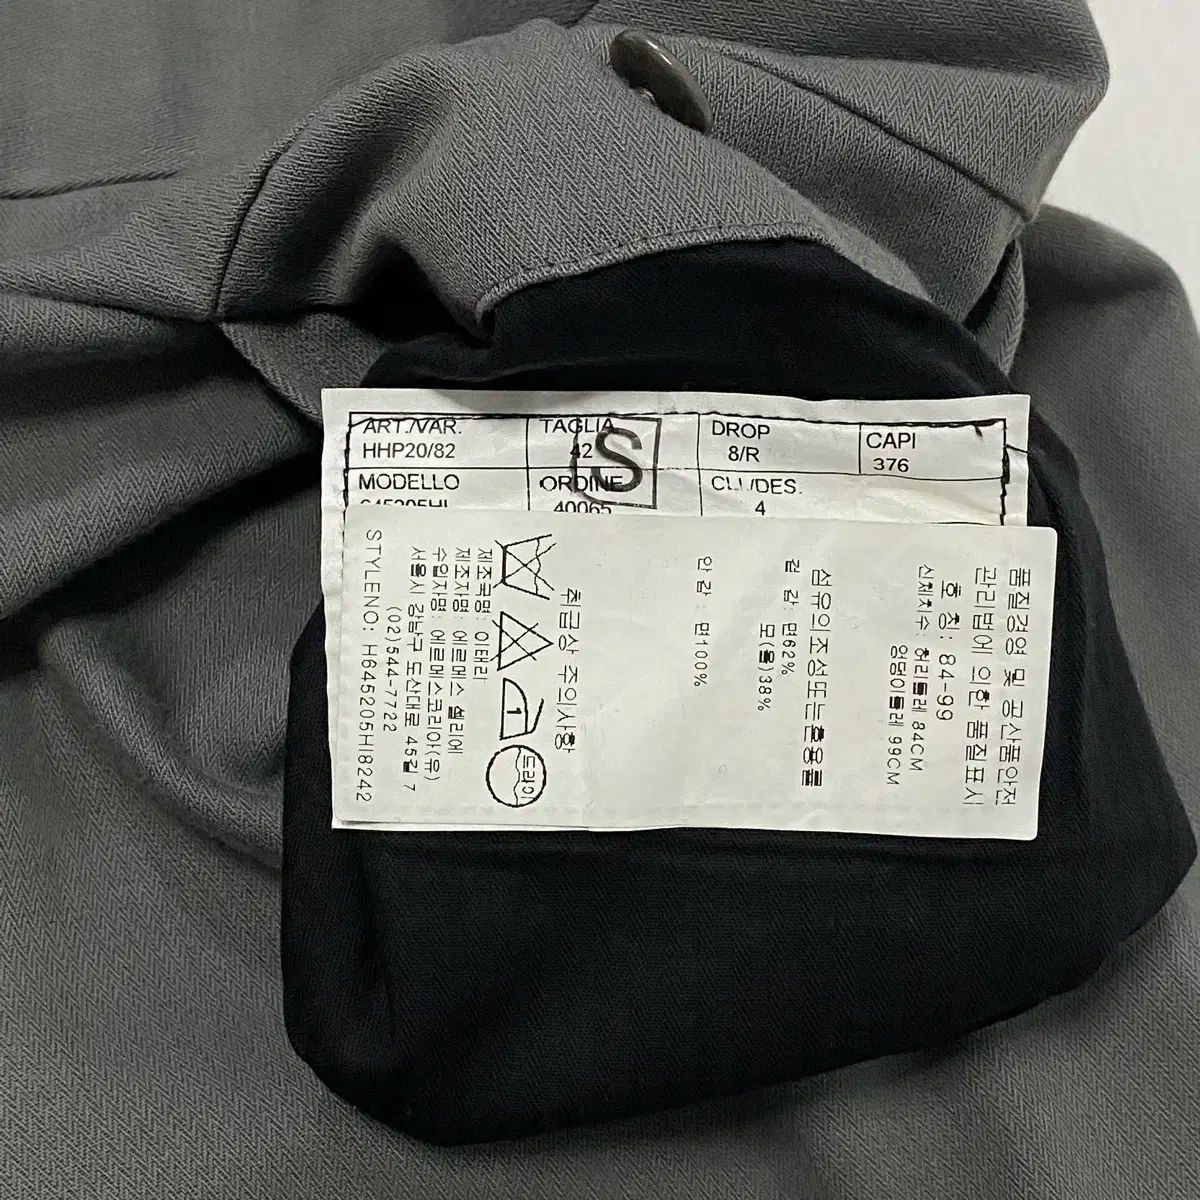 ART./VAR.
HHP20/82
TAGLIA
42
S
DROP
8/R
CAPI
376
MODELLO
ORDINE
40065
CLI./DES.
4
품질경영 및 공산품안전
관리법에 의한 품질표시
호 칭: 84-99
신체치수: 허리둘레 84CM
엉덩이둘레 99CM
섬유의조성또는혼용률
겉 감: 면62%
모(울)38%
안 감: 면100%
취급상 주의사항
1
드라이
제조국명: 이태리
제조자명: 에르메스 셀리에
수입자명: 에르메스코리아(유)
서울시 강남구 도산대로 45길 7
(02)544-7722
STYLENO: H645205HI8242